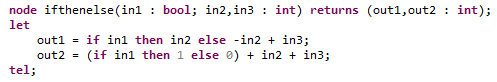 node ifthenelse(in1 : bool; in2,in3 : int) returns (out1,out2 : int);
let
    out1 = if in1 then in2 else -in2 + in3;
    out2 = (if in1 then 1 else 0) + in2 + in3;
tel;